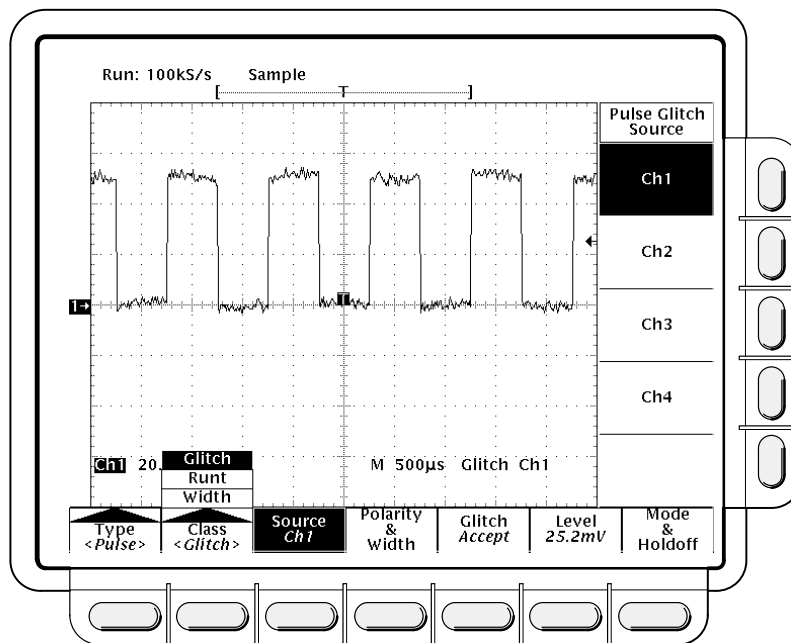 Run: 100kS/s Sample
T
Pulse Glitch
Source
Ch1
Ch2
Ch3
Ch4
T
1→
Ch1 20.
Glitch
Runt
Width
M 500µs Glitch Ch1
Type
<Pulse>
Class
<Glitch>
Source
Ch1
Polarity
&
Width
Glitch
Accept
Level
25.2mV
Mode
&
Holdoff